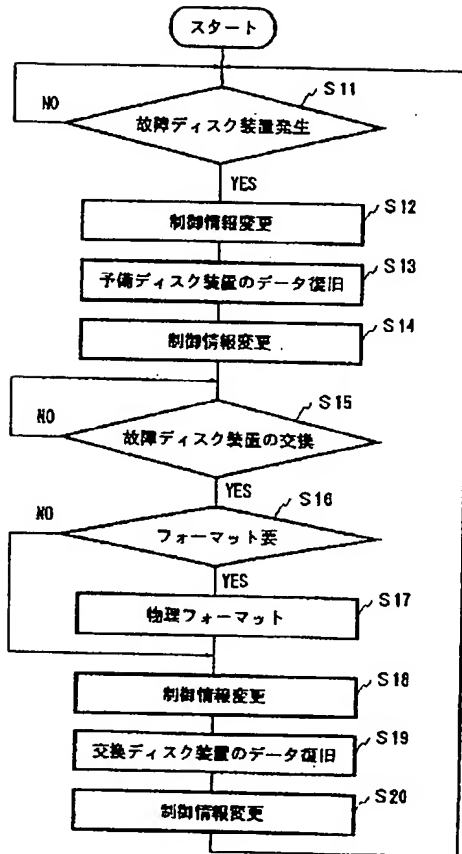 スタート
S11
NO
故障ディスク装置発生
YES
S12
制御情報変更
S13
予備ディスク装置のデータ復旧
S14
制御情報変更
S15
NO
故障ディスク装置の交換
YES
S16
NO
フォーマット要
YES
S17
物理フォーマット
S18
制御情報変更
S19
交換ディスク装置のデータ復旧
S20
制御情報変更